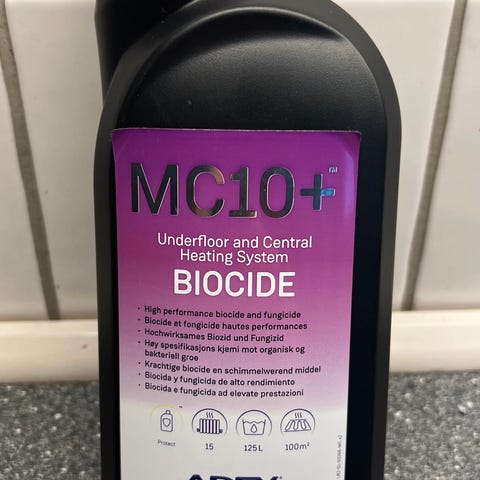 MC10+™
Underfloor and Central
Heating System
BIOCIDE
· High performance biocide and fungicide
· Biocide et fongicide hautes performances
· Hochwirksames Biozid und Fungizid
· Høy spesifikasjons kjemi mot organisk og
bakteriell groe
· Krachtige biocide en schimmelwerend middel
· Biocida y fungicida de alto rendimiento
· Biocida e fungicida ad elevate prestazioni
Protect 15 125L 100m²
ADEY